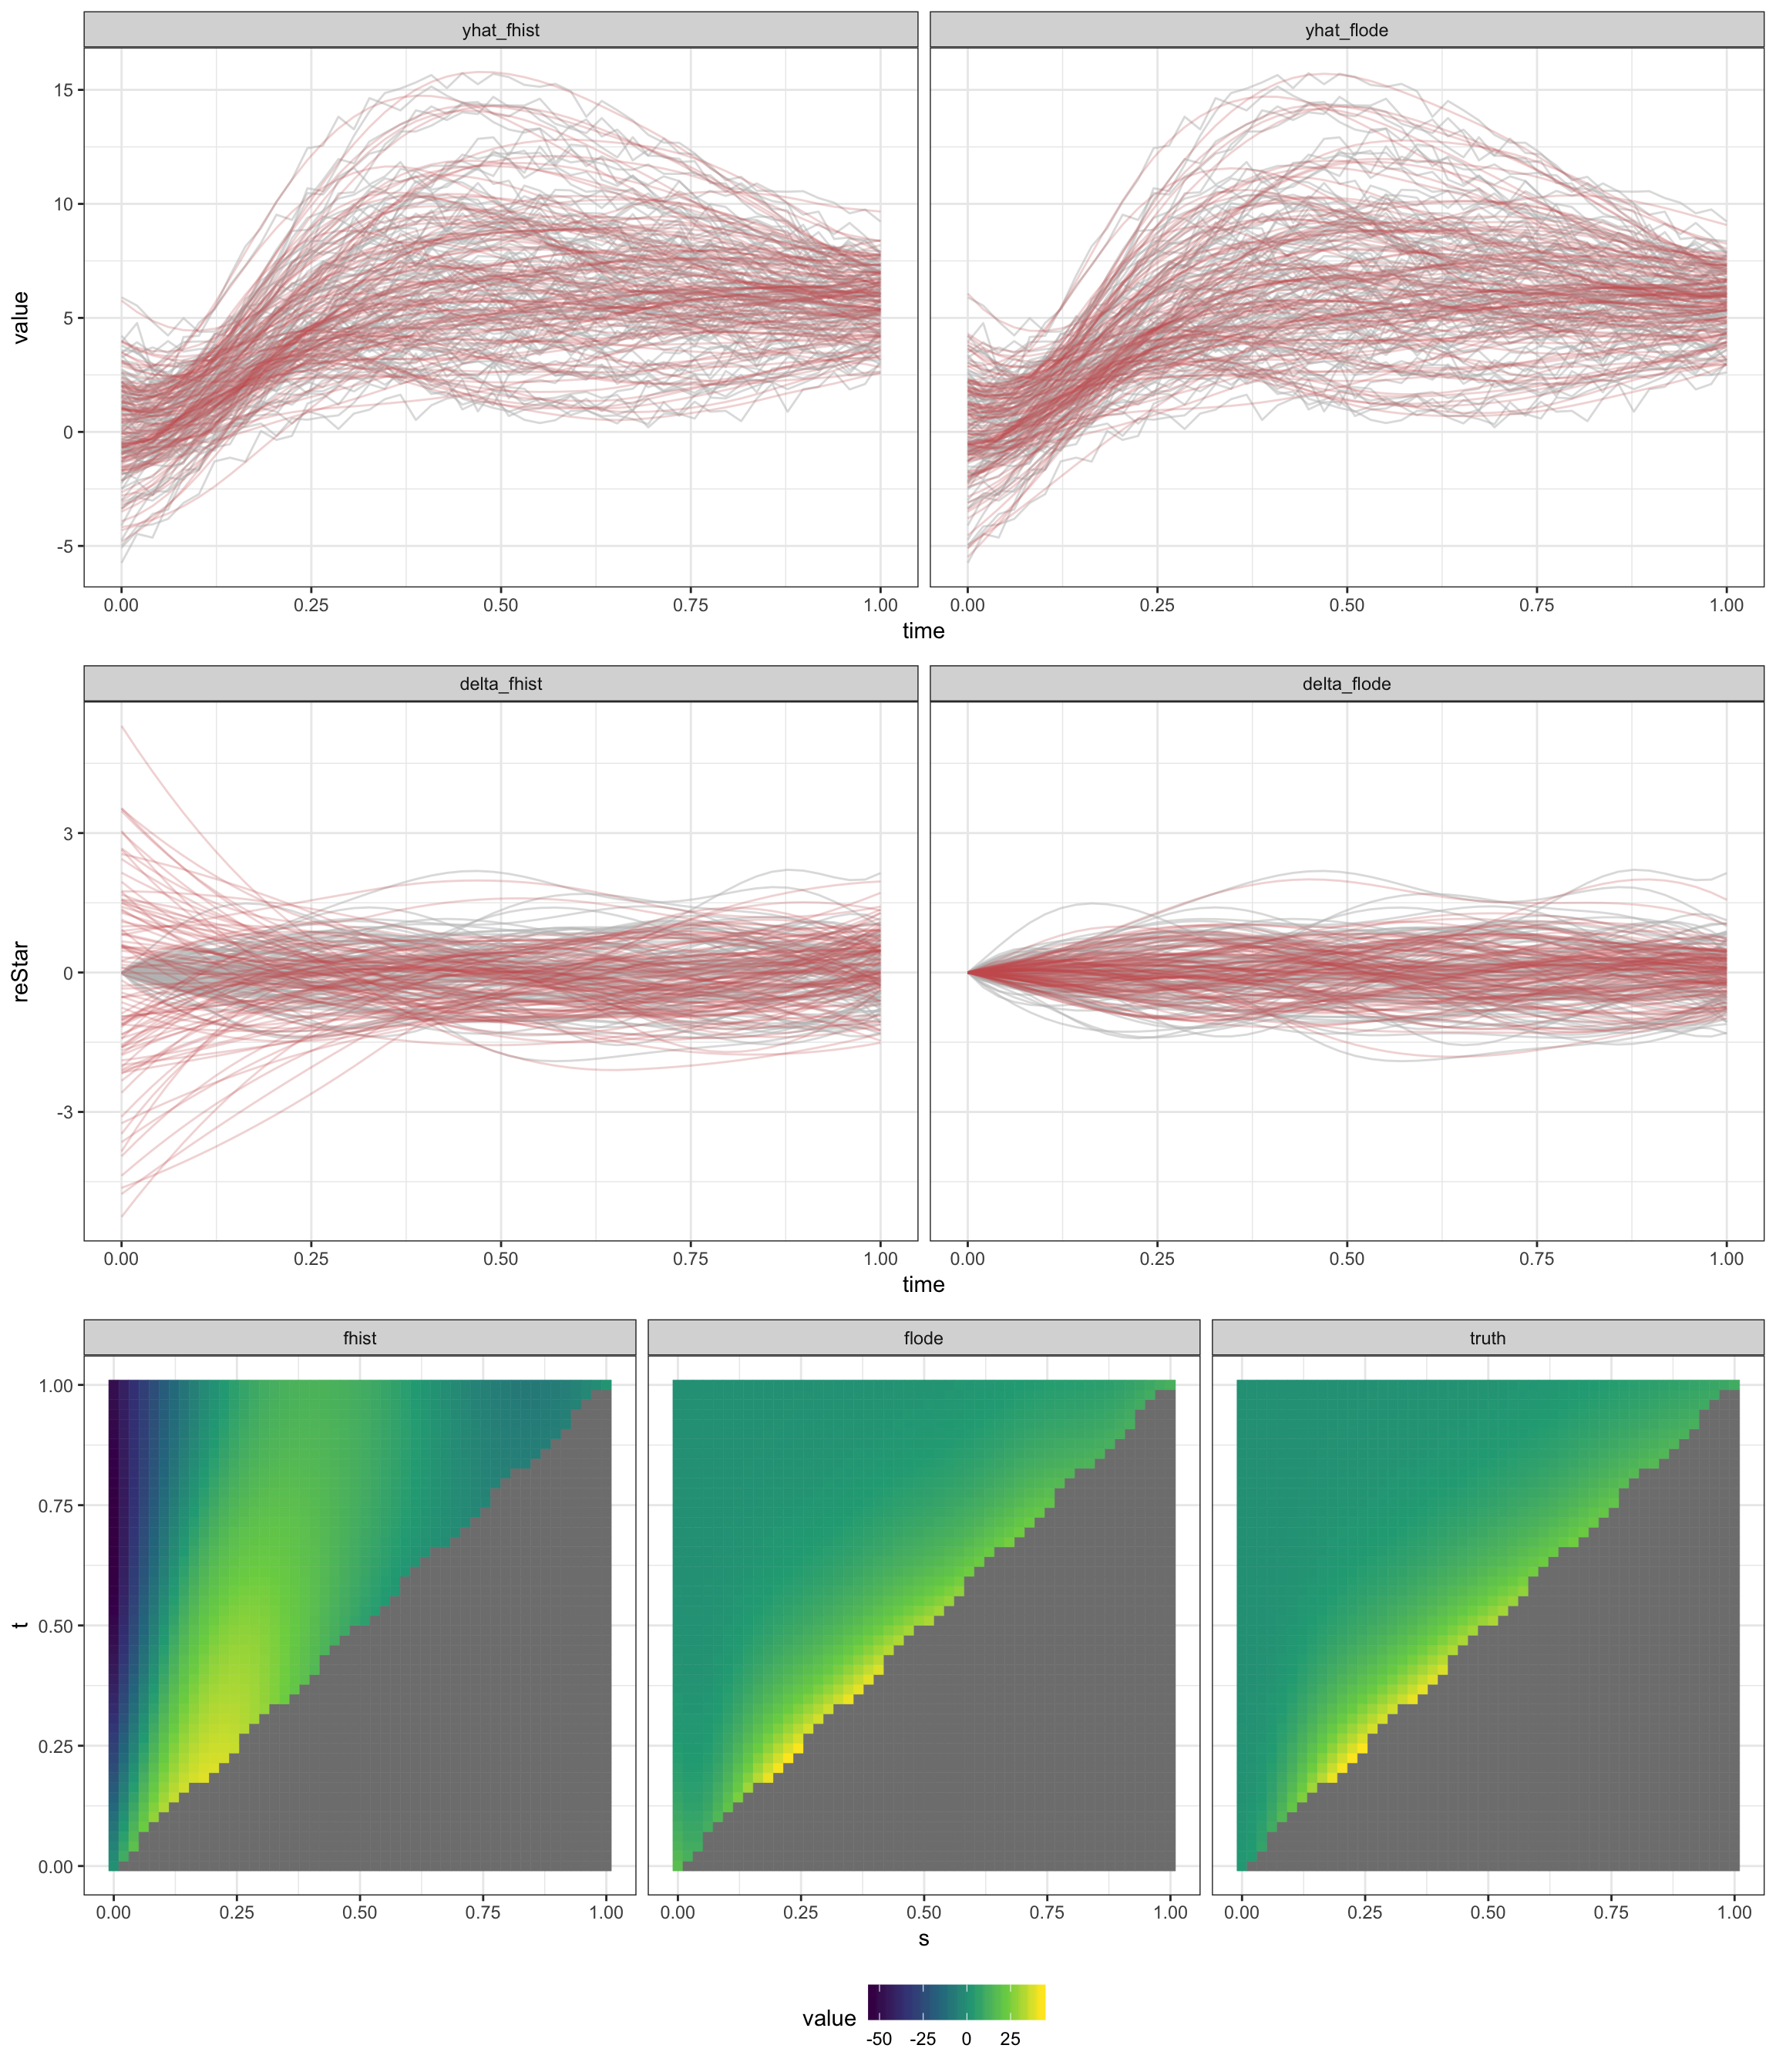 yhat_fhist yhat_flode
15
10
value
5
0
-5
0.00 0.25 0.50 0.75 1.00 0.00 0.25 0.50 0.75 1.00
time
delta_fhist delta_flode
3
reStar
0
-3
0.00 0.25 0.50 0.75 1.00 0.00 0.25 0.50 0.75 1.00
time
fhist flode truth
1.00
0.75
t
0.50
0.25
0.00
0.00 0.25 0.50 0.75 1.00 0.00 0.25 0.50 0.75 1.00 0.00 0.25 0.50 0.75 1.00
s
value
-50 -25 0 25